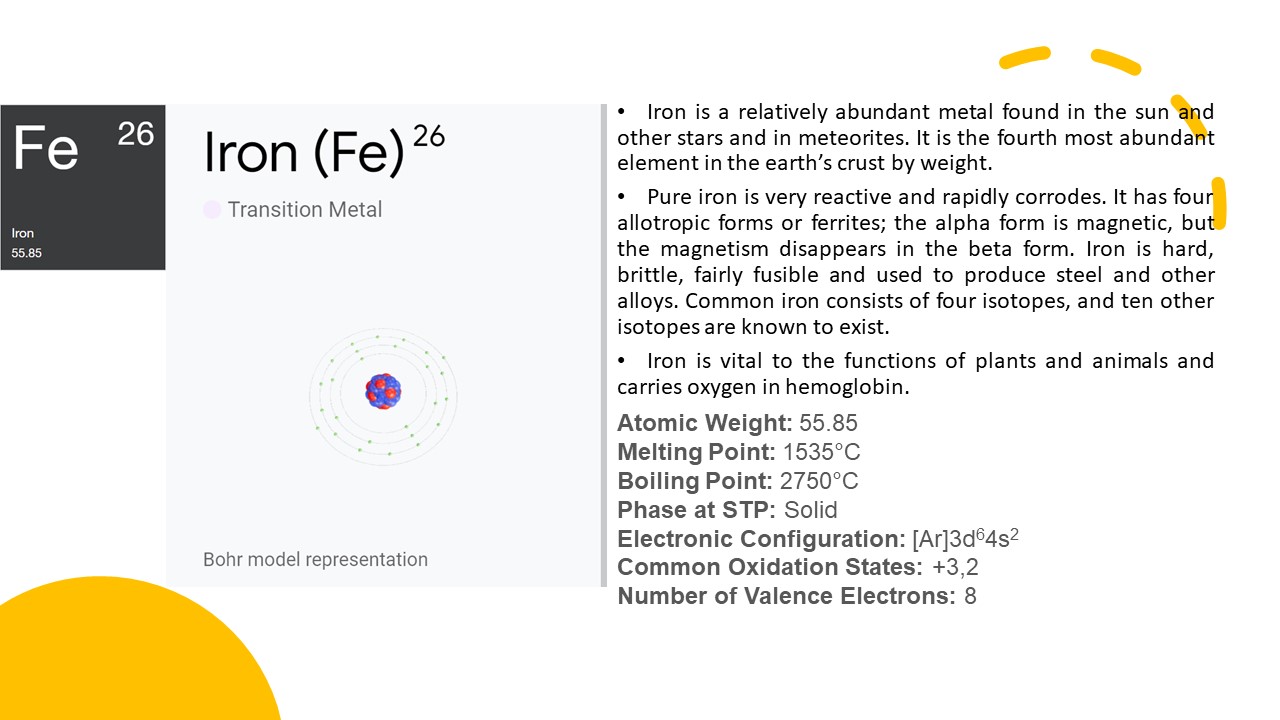 Fe 26
Iron
55.85
Iron (Fe) 26
Transition Metal
Bohr model representation
• Iron is a relatively abundant metal found in the sun and
other stars and in meteorites. It is the fourth most abundant
element in the earth’s crust by weight.
• Pure iron is very reactive and rapidly corrodes. It has four
allotropic forms or ferrites; the alpha form is magnetic, but
the magnetism disappears in the beta form. Iron is hard,
brittle, fairly fusible and used to produce steel and other
alloys. Common iron consists of four isotopes, and ten other
isotopes are known to exist.
• Iron is vital to the functions of plants and animals and
carries oxygen in hemoglobin.
Atomic Weight: 55.85
Melting Point: 1535°C
Boiling Point: 2750°C
Phase at STP: Solid
Electronic Configuration: [Ar]3d⁶4s²
Common Oxidation States: +3,2
Number of Valence Electrons: 8